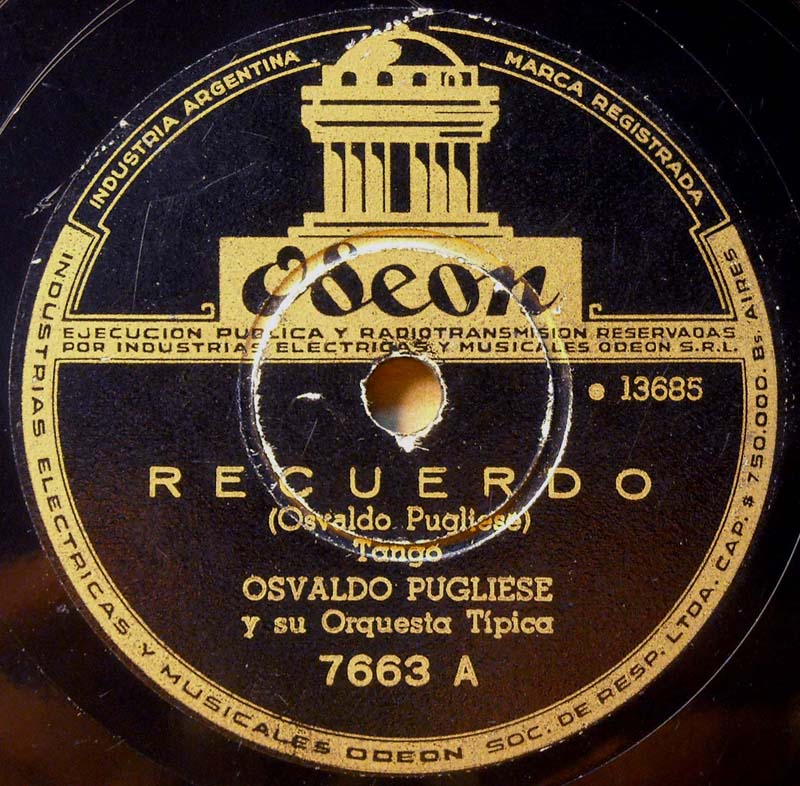 INDUSTRIA ARGENTINA
MARCA REGISTRADA
Odeon
EJECUCION PUBLICA Y RADIOTRANSMISION RESERVADAS
POR INDUSTRIAS ELECTRICAS Y MUSICALES ODEON S.R.L.
13685
RECUERDO
(Osvaldo Pugliese)
Tango
OSVALDO PUGLIESE
y su Orquesta Típica
7663 A
INDUSTRIAS ELECTRICAS Y MUSICALES ODEON SOC. DE RESP. LTDA. CAP. $ 750.000. Bs AIRES